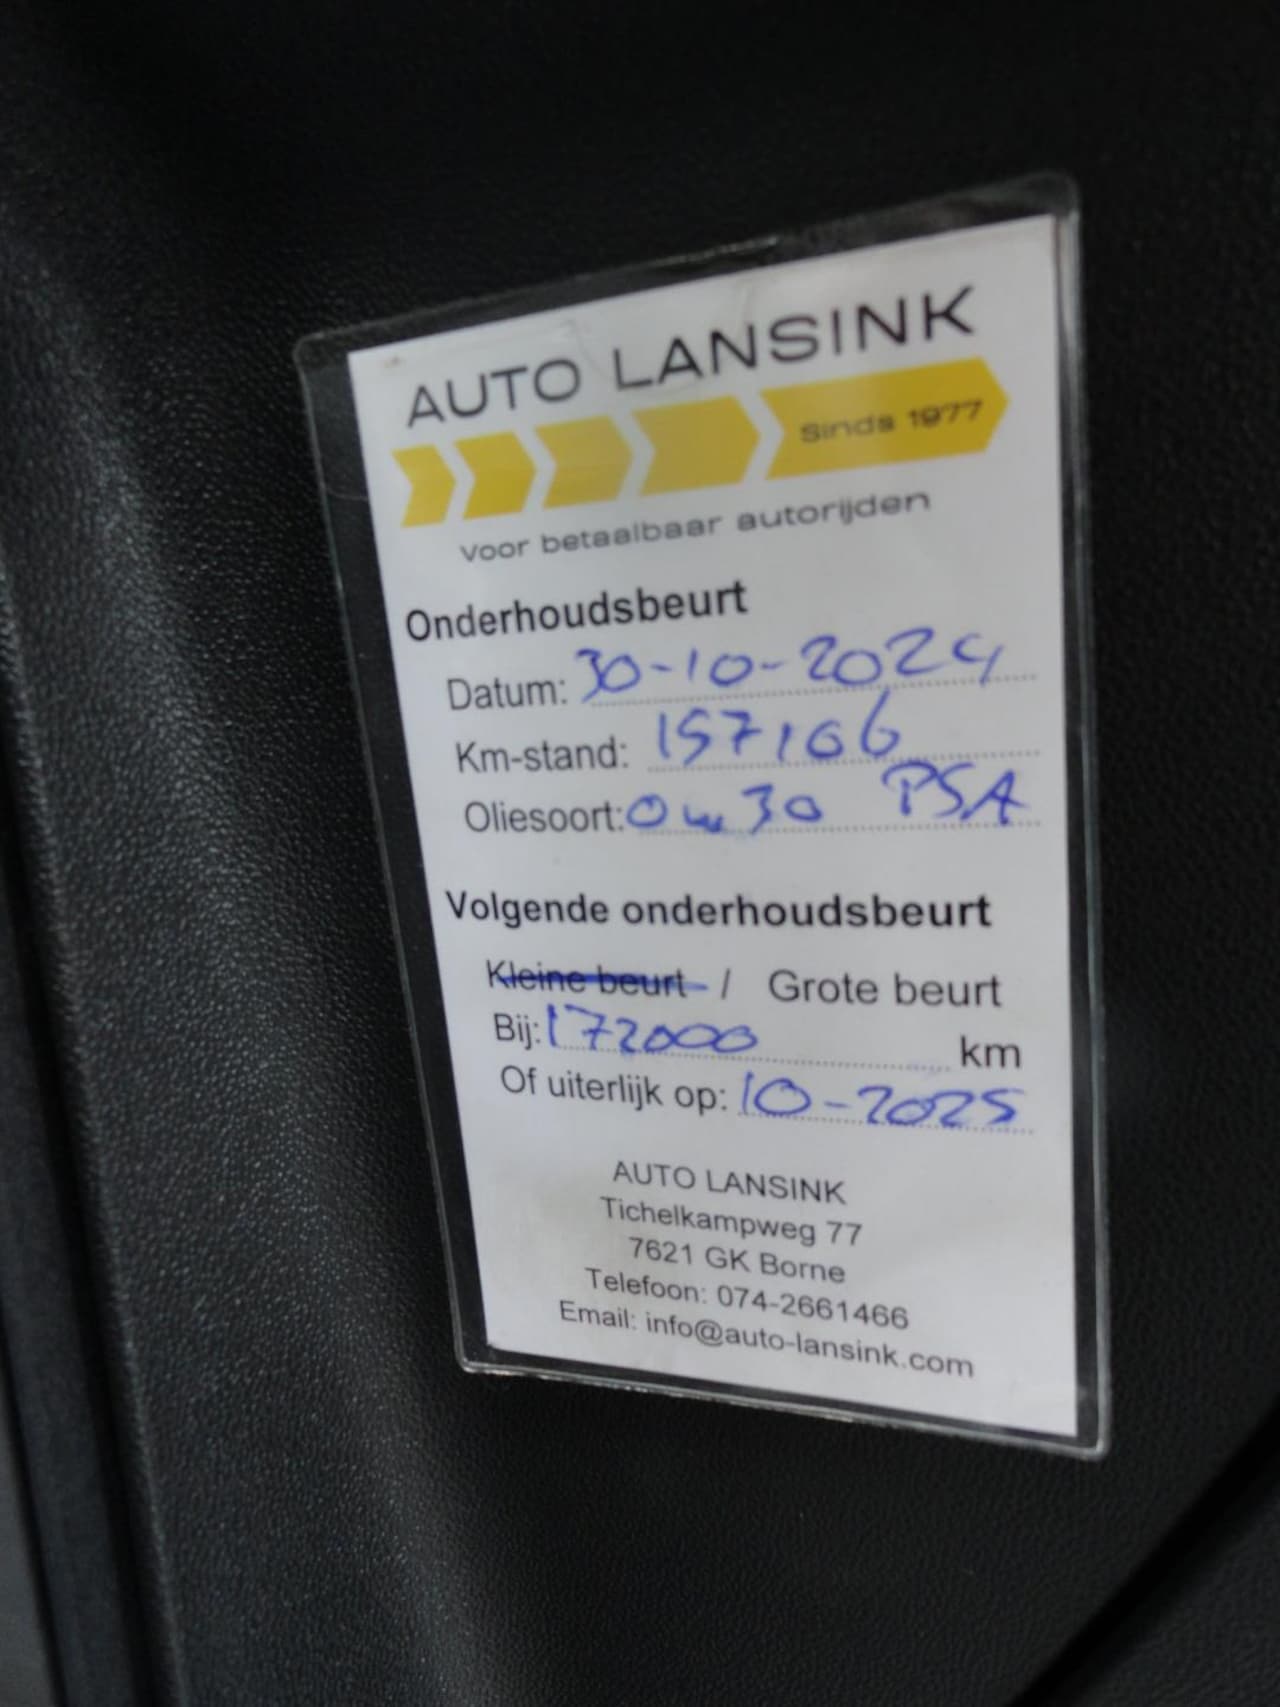 AUTO LANSINK
Sinds 1977
Voor betaalbaar autorijden
Onderhoudsbeurt
Datum: 30-10-2024
Km-stand: 157166
Oliesoort: 0w30 PSA
Volgende onderhoudsbeurt
Kleine beurt / Grote beurt
Bij: 172000 km
Of uiterlijk op: 10-2025
AUTO LANSINK
Tichelkampweg 77
7621 GK Borne
Telefoon: 074-2661466
Email: info@auto-lansink.com